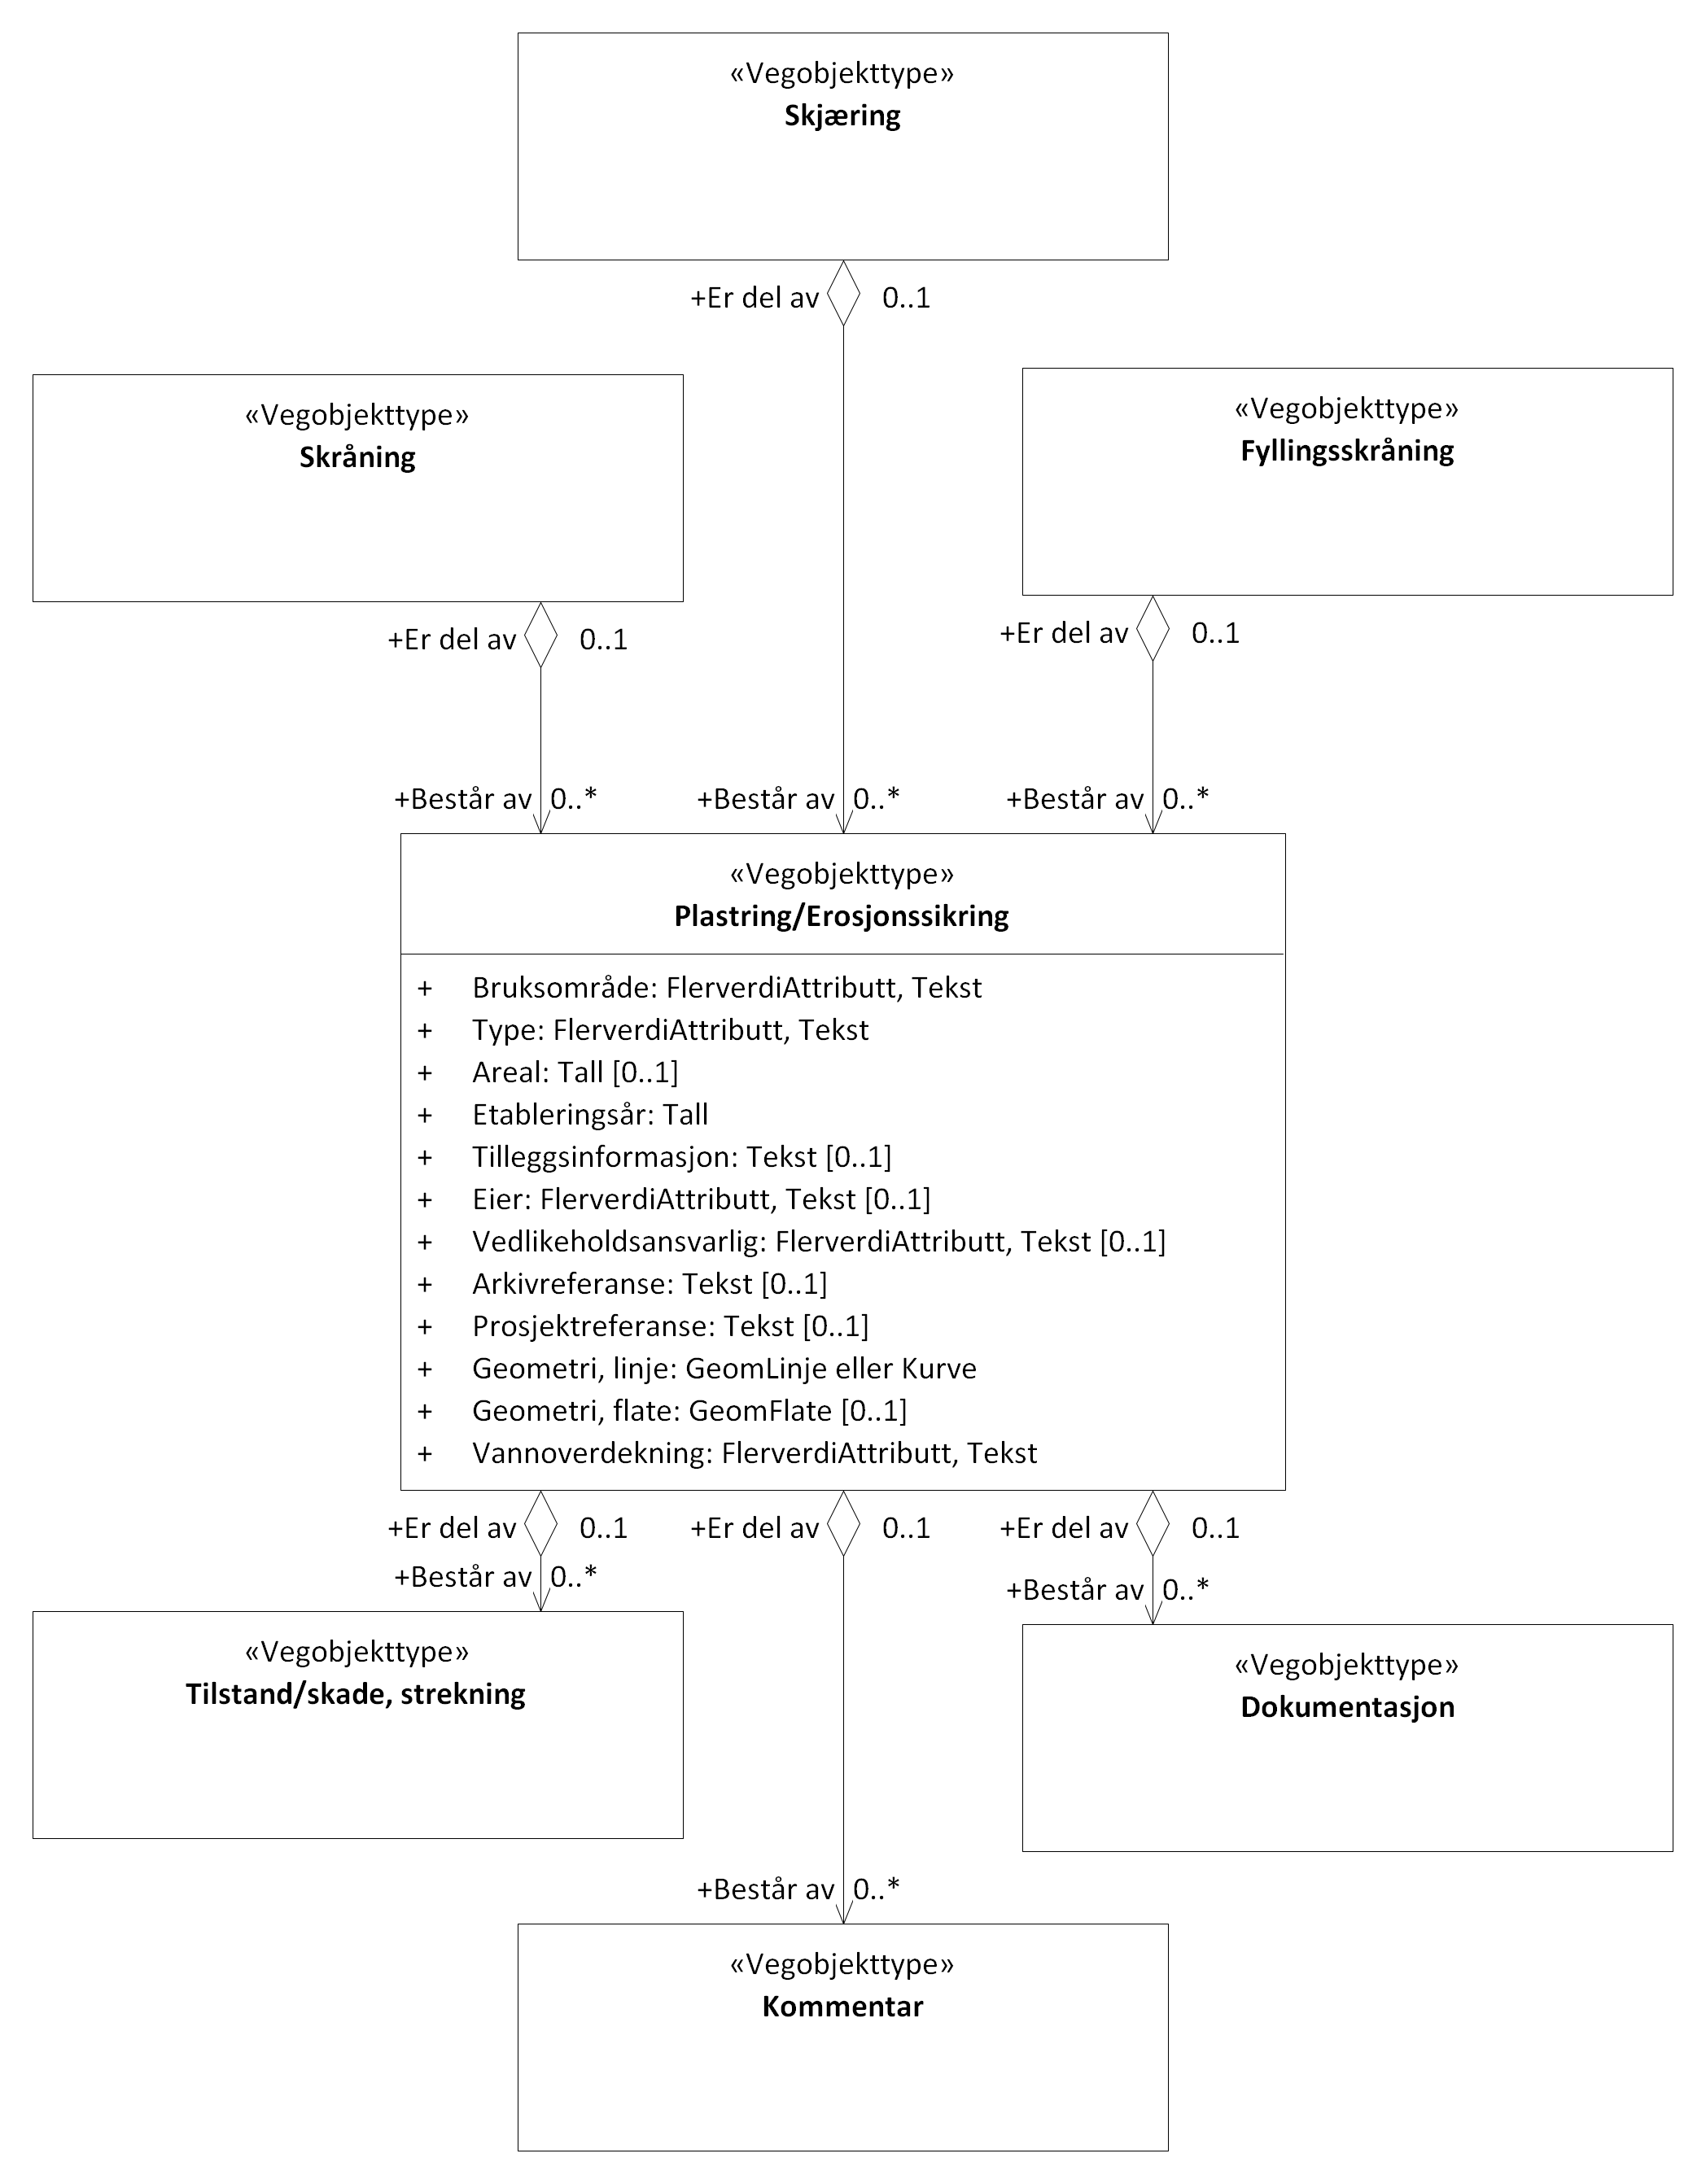 «Vegobjekttype»
Skjæring
+Er del av 0..1
«Vegobjekttype»
Skråning
«Vegobjekttype»
Fyllingsskråning
+Er del av 0..1
+Er del av 0..1
+Består av 0..*
+Består av 0..*
+Består av 0..*
«Vegobjekttype»
Plastring/Erosjonssikring
+ Bruksområde: FlerverdiAttributt, Tekst
+ Type: FlerverdiAttributt, Tekst
+ Areal: Tall [0..1]
+ Etableringsår: Tall
+ Tilleggsinformasjon: Tekst [0..1]
+ Eier: FlerverdiAttributt, Tekst [0..1]
+ Vedlikeholdsansvarlig: FlerverdiAttributt, Tekst [0..1]
+ Arkivreferanse: Tekst [0..1]
+ Prosjektreferanse: Tekst [0..1]
+ Geometri, linje: GeomLinje eller Kurve
+ Geometri, flate: GeomFlate [0..1]
+ Vannoverdekning: FlerverdiAttributt, Tekst
+Er del av 0..1
+Er del av 0..1
+Er del av 0..1
+Består av 0..*
+Består av 0..*
«Vegobjekttype»
Tilstand/skade, strekning
«Vegobjekttype»
Dokumentasjon
+Består av 0..*
«Vegobjekttype»
Kommentar